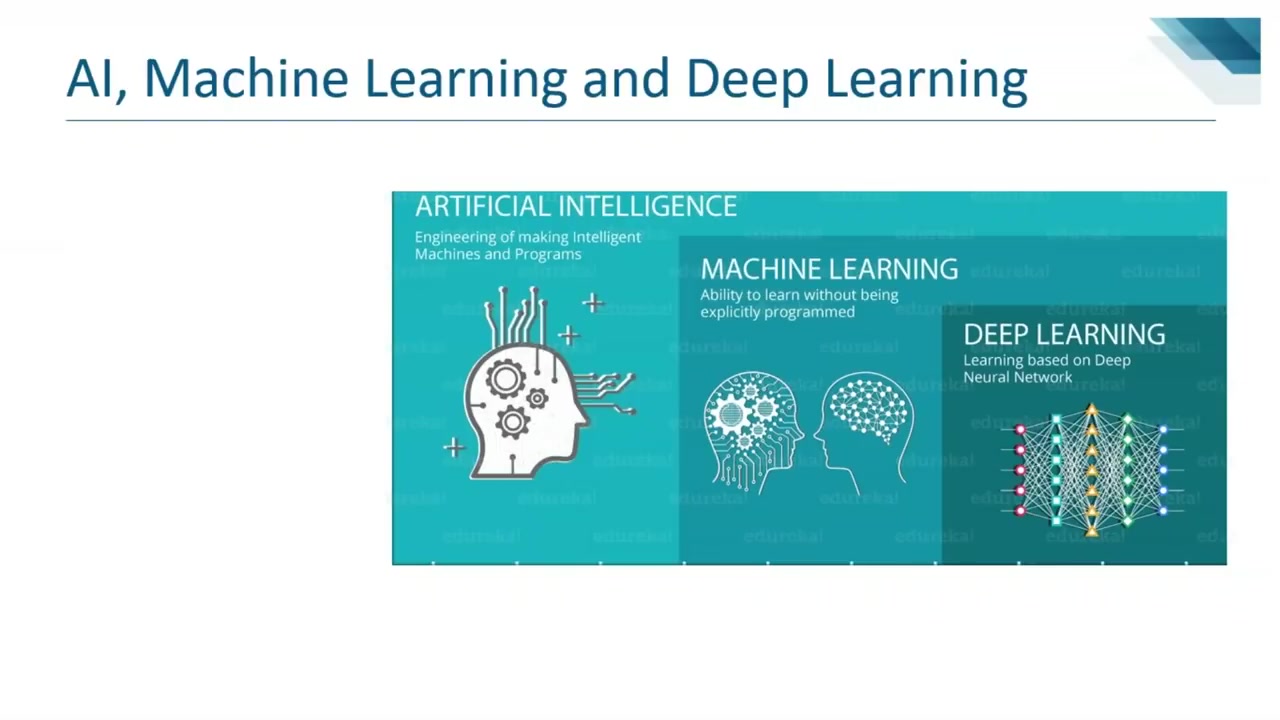 AI, Machine Learning and Deep Learning
ARTIFICIAL INTELLIGENCE
Engineering of making Intelligent
Machines and Programs
MACHINE LEARNING
Ability to learn without being
explicitly programmed
DEEP LEARNING
Learning based on Deep
Neural Network